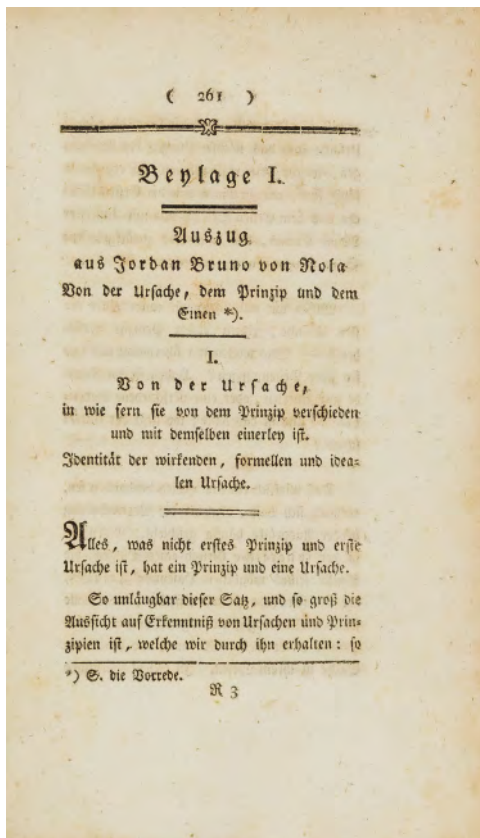 ( 261 )
Beylage I.
Auszug
aus Jordan Bruno von Nola
Von der Ursache, dem Prinzip und dem
Einen *).
I.
Von der Ursache,
in wie fern sie von dem Prinzip verschieden
und mit demselben einerley ist.
Identität der wirkenden, formellen und idea-
len Ursache.
Alles, was nicht erstes Prinzip und erste
Ursache ist, hat ein Prinzip und eine Ursache.
So unläugbar dieser Satz, und so groß die
Aussicht auf Erkenntniß von Ursachen und Prin-
zipien ist, welche wir durch ihn erhalten: so
*) S. die Vorrede.
R 3